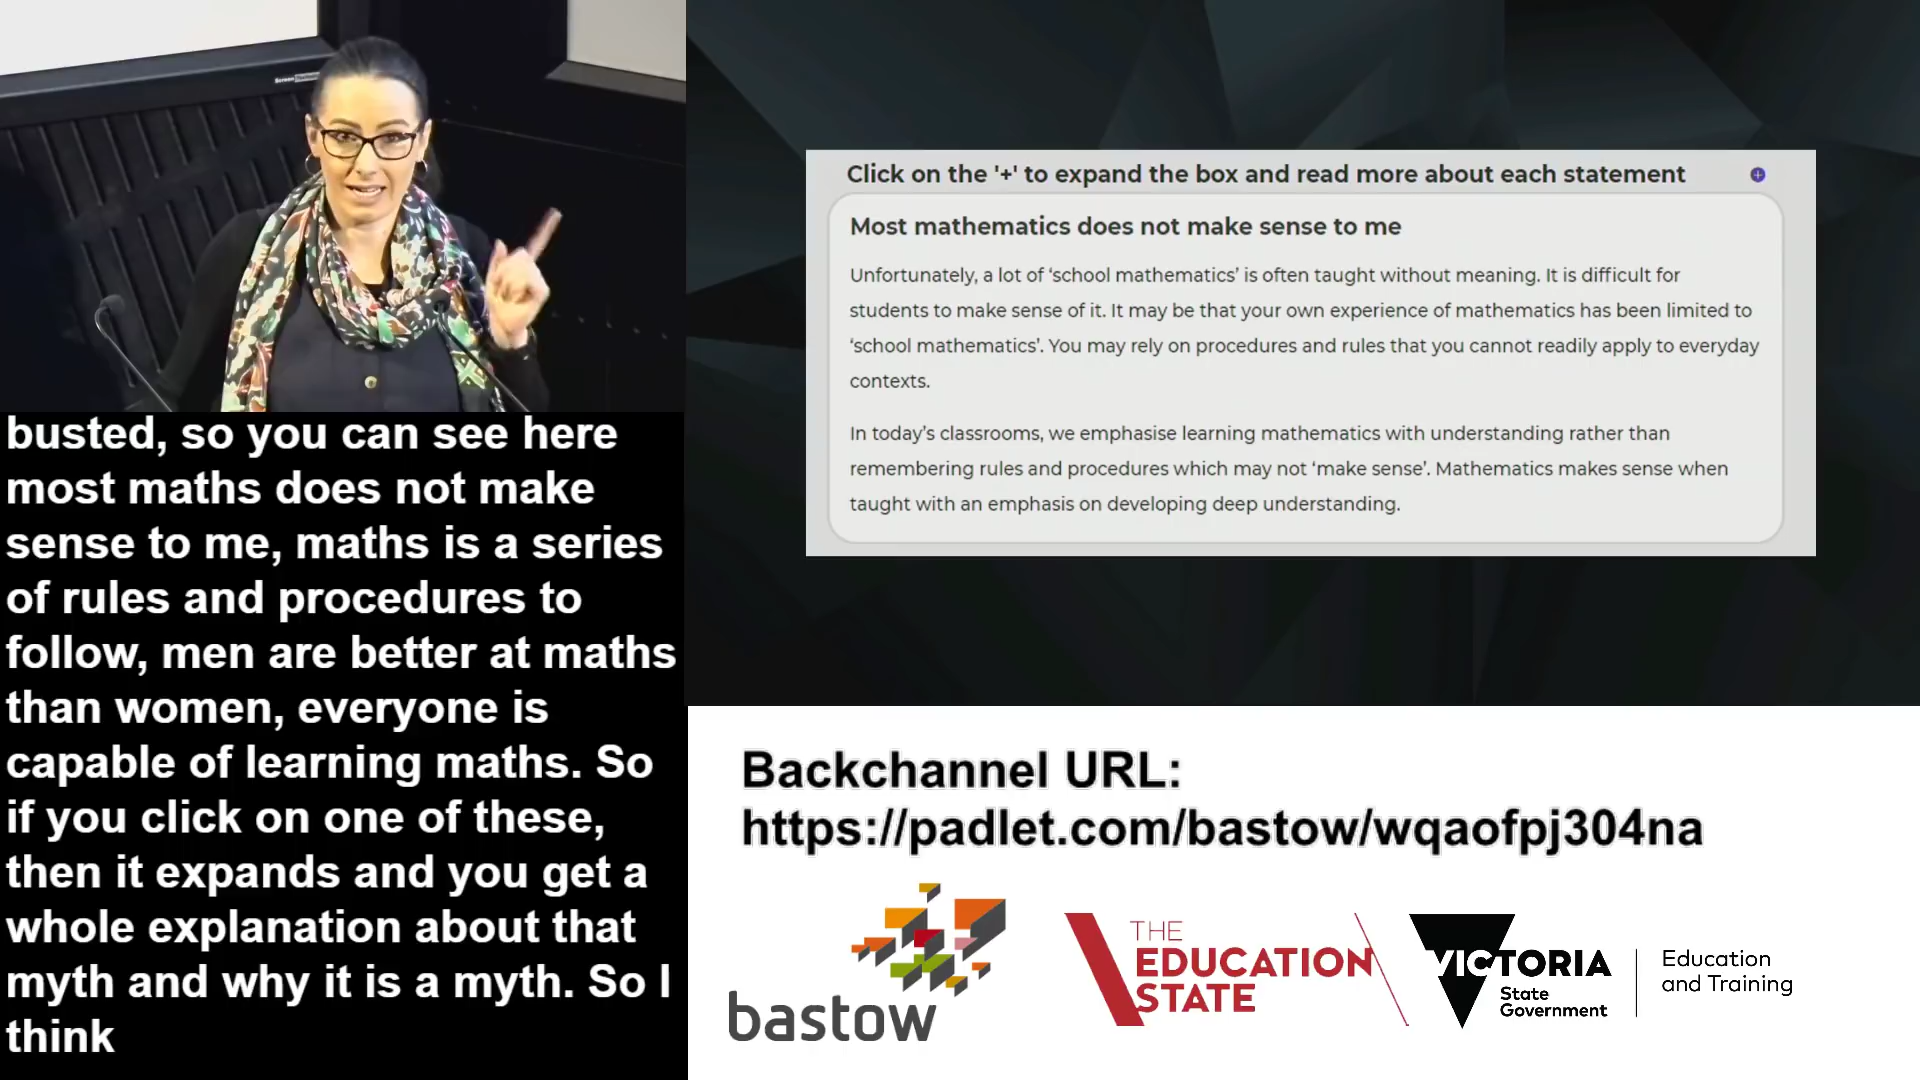 busted, so you can see here
most maths does not make
sense to me, maths is a series
of rules and procedures to
follow, men are better at maths
than women, everyone is
capable of learning maths. So
if you click on one of these,
then it expands and you get a
whole explanation about that
myth and why it is a myth. So I
think
Click on the '+' to expand the box and read more about each statement
Most mathematics does not make sense to me
Unfortunately, a lot of ‘school mathematics’ is often taught without meaning. It is difficult for
students to make sense of it. It may be that your own experience of mathematics has been limited to
‘school mathematics’. You may rely on procedures and rules that you cannot readily apply to everyday
contexts.
In today’s classrooms, we emphasise learning mathematics with understanding rather than
remembering rules and procedures which may not ‘make sense’. Mathematics makes sense when
taught with an emphasis on developing deep understanding.
Backchannel URL:
https://padlet.com/bastow/wqaofpj304na
bastow
THE
EDUCATION
STATE
VICTORIA
State
Government
Education
and Training